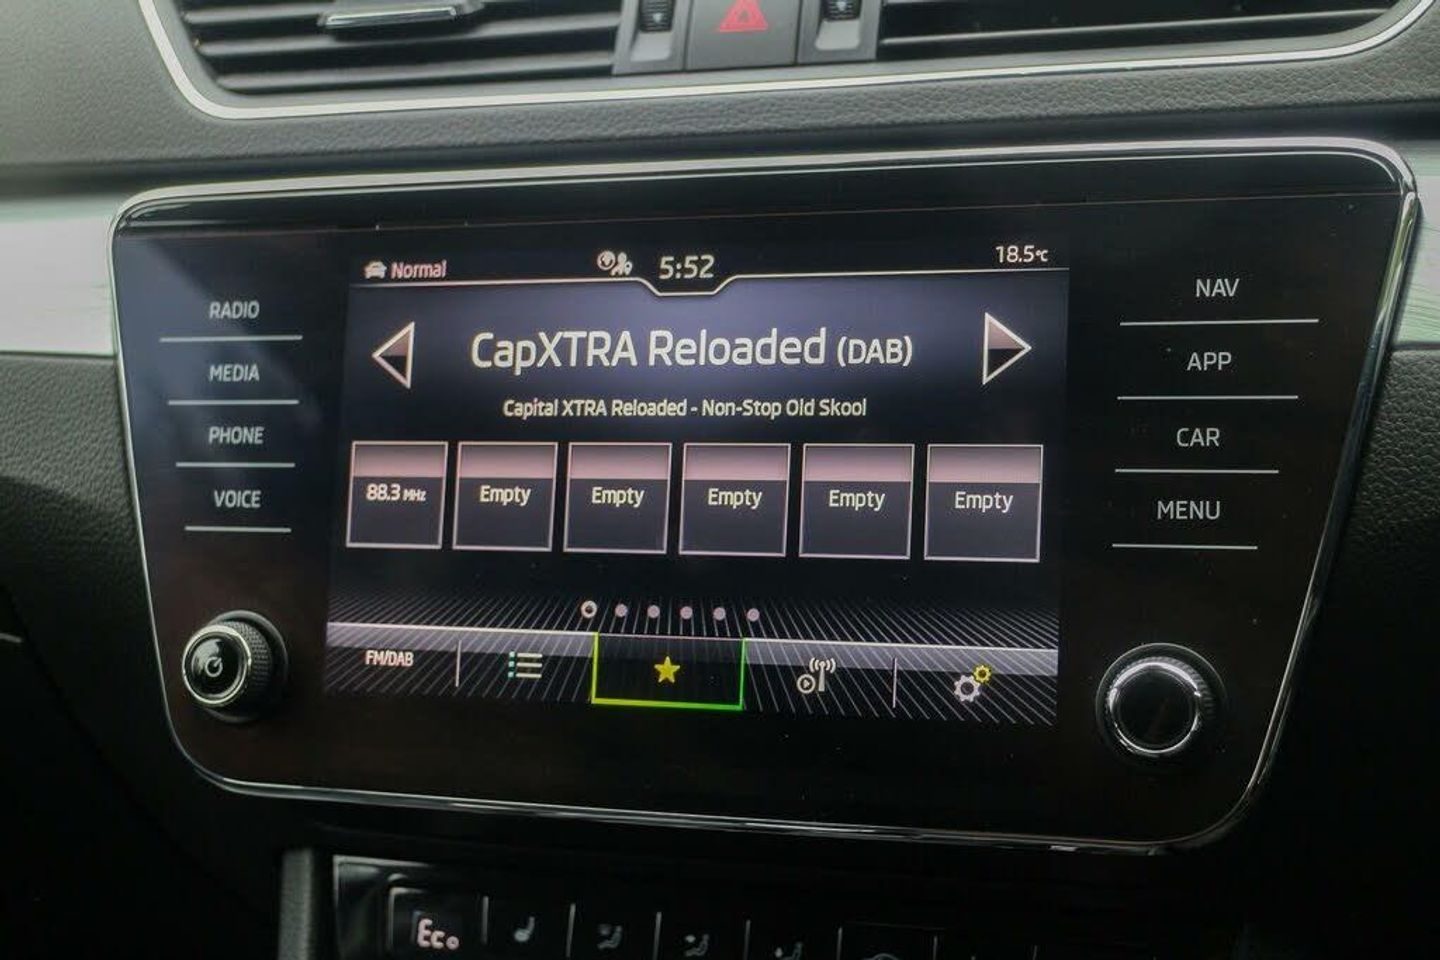 Normal 5:52 18.5°C
RADIO
MEDIA
PHONE
VOICE
CapXTRA Reloaded (DAB)
Capital XTRA Reloaded - Non-Stop Old Skool
88.3 MHz Empty Empty Empty Empty Empty
FM/DAB
NAV
APP
CAR
MENU
Eco